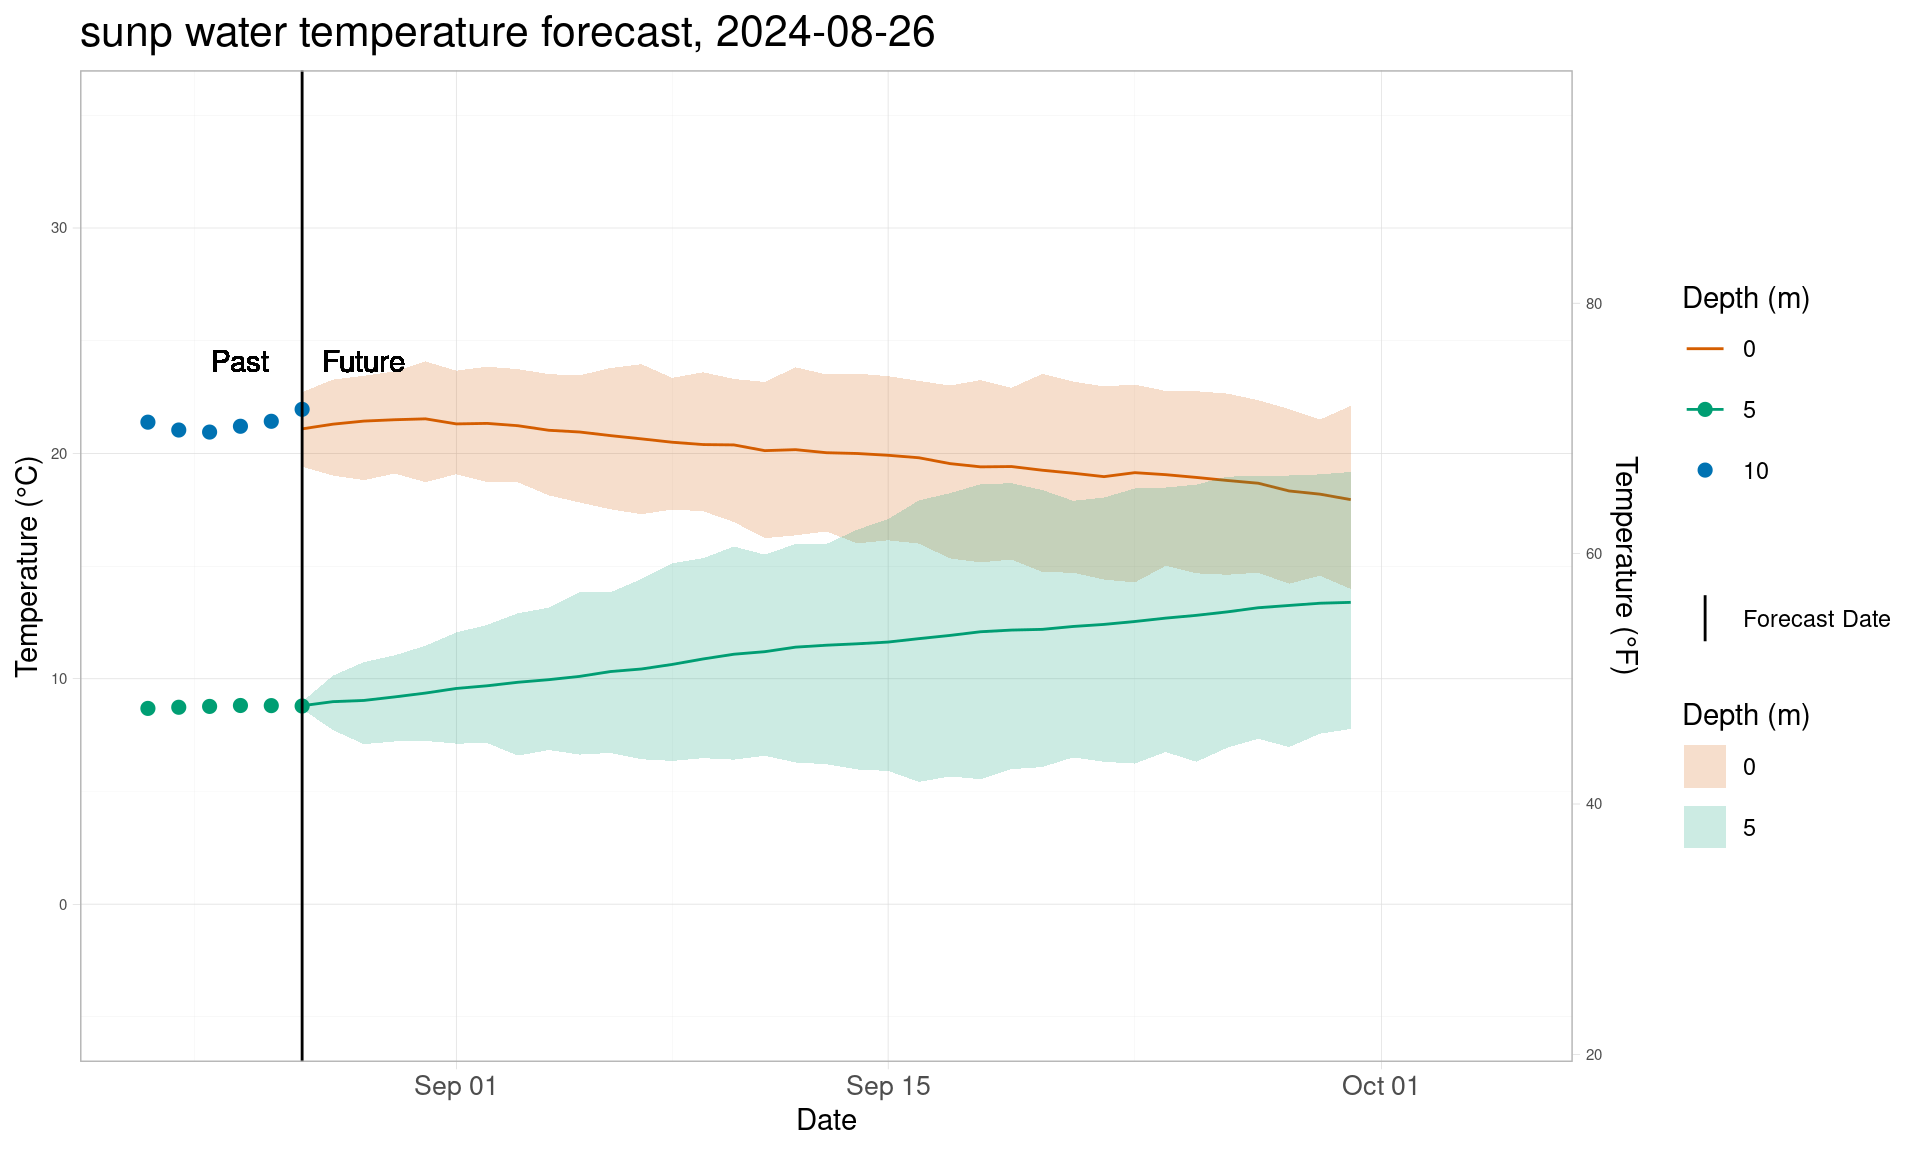 sunp water temperature forecast, 2024-08-26
30
20
10
0
Temperature (°C)
Past
Future
80
60
40
20
Temperature (°F)
Sep 01
Sep 15
Oct 01
Date
Depth (m)
0
5
10
Forecast Date
Depth (m)
0
5